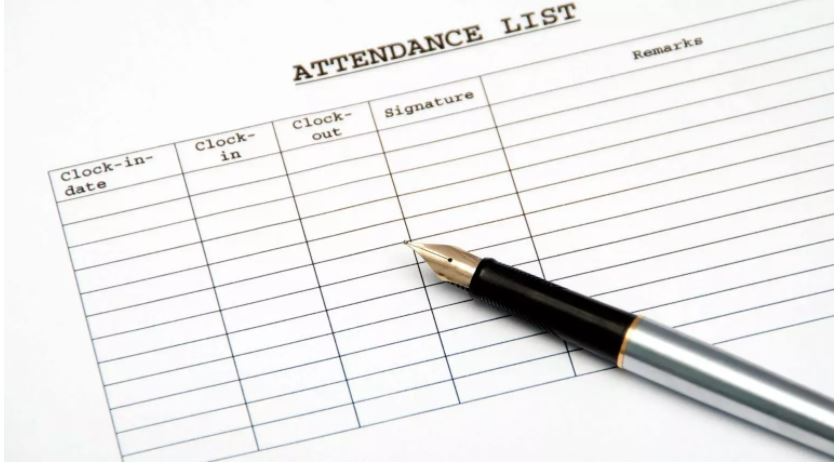 ATTENDANCE LIST
Clock-in-
date
Clock-
in
Clock-
out
Signature
Remarks